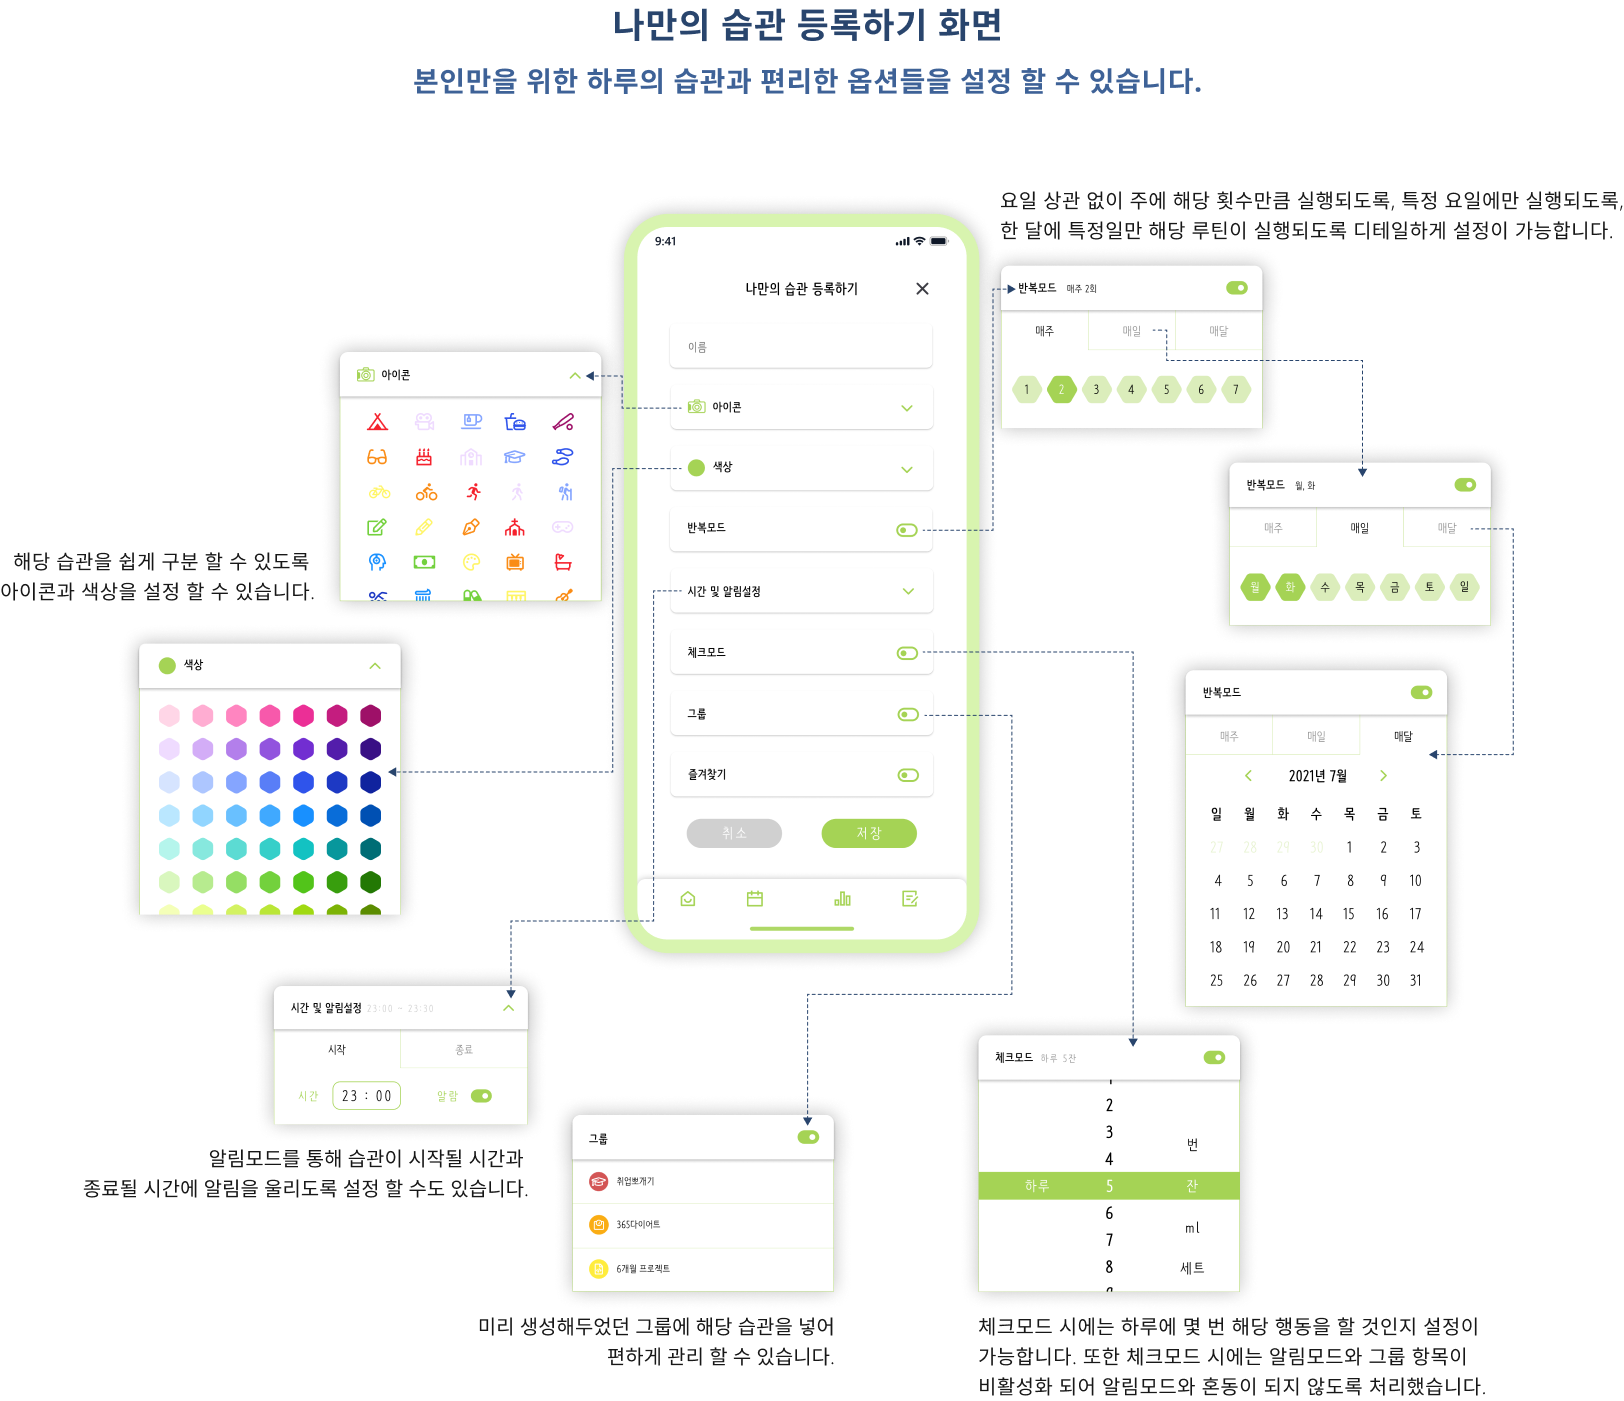 나만의 습관 등록하기 화면
본인만을 위한 하루의 습관과 편리한 옵션들을 설정 할 수 있습니다.
요일 상관 없이 주에 해당 횟수만큼 실행되도록, 특정 요일에만 실행되도록,
한 달에 특정일만 해당 루틴이 실행되도록 디테일하게 설정이 가능합니다.
9:41
나만의 습관 등록하기
이름
아이콘
색상
반복모드
시간 및 알림설정
체크모드
그룹
즐겨찾기
취소 저장
반복모드 매주 2회
매주 매일 매달
1 2 3 4 5 6 7
반복모드 월, 화
매주 매일 매달
월 화 수 목 금 토 일
반복모드
매주 매일 매달
2021년 7월
일 월 화 수 목 금 토
27 28 29 30 1 2 3
4 5 6 7 8 9 10
11 12 13 14 15 16 17
18 19 20 21 22 23 24
25 26 27 28 29 30 31
아이콘
해당 습관을 쉽게 구분 할 수 있도록
아이콘과 색상을 설정 할 수 있습니다.
색상
시간 및 알림설정 23:00 ~ 23:30
시작 종료
시간 23 : 00 알람
알림모드를 통해 습관이 시작될 시간과
종료될 시간에 알림을 울리도록 설정 할 수도 있습니다.
그룹
취업뽀개기
365다이어트
6개월 프로젝트
미리 생성해두었던 그룹에 해당 습관을 넣어
편하게 관리 할 수 있습니다.
체크모드 하루 5잔
2
3
4 번
하루 5 잔
6
7 ml
8 세트
체크모드 시에는 하루에 몇 번 해당 행동을 할 것인지 설정이
가능합니다. 또한 체크모드 시에는 알림모드와 그룹 항목이
비활성화 되어 알림모드와 혼동이 되지 않도록 처리했습니다.